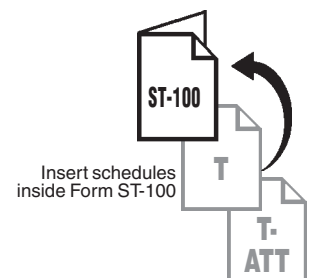 ST-100
T
Insert schedules
inside Form ST-100
T-
ATT